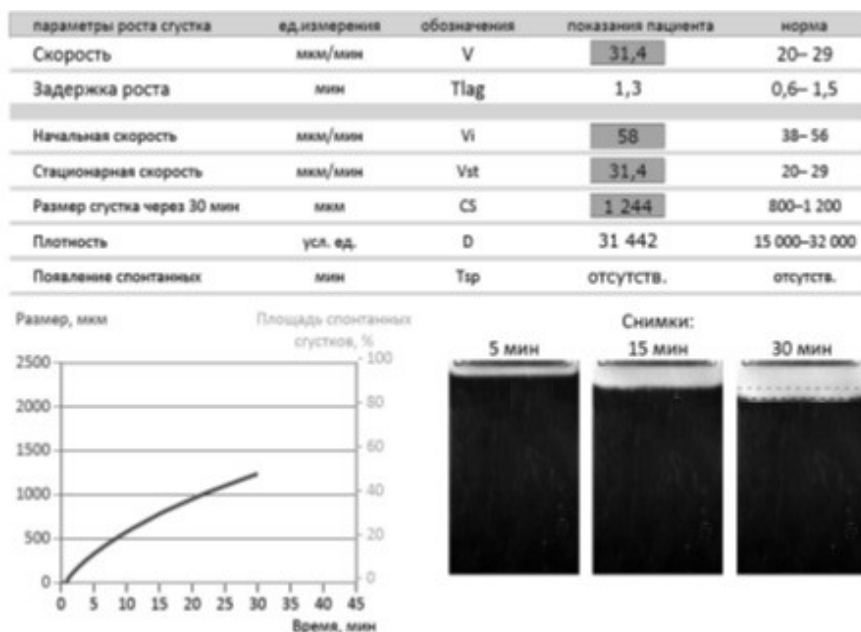 параметры роста сгустка ед.измерения обозначения показания пациента норма
Скорость мкм/мин V 31,4 20– 29
Задержка роста мин Tlag 1,3 0,6– 1,5
Начальная скорость мкм/мин Vi 58 38– 56
Стационарная скорость мкм/мин Vst 31,4 20– 29
Размер сгустка через 30 мин мкм CS 1 244 800–1 200
Плотность усл. ед. D 31 442 15 000–32 000
Появление спонтанных мин Tsp отсутств. отсутств.
Размер, мкм
Площадь спонтанных
сгустков, %
2500
2000
1500
1000
500
0
100
80
60
40
20
0
0 5 10 15 20 25 30 35 40 45
Время, мин
Снимки:
5 мин 15 мин 30 мин